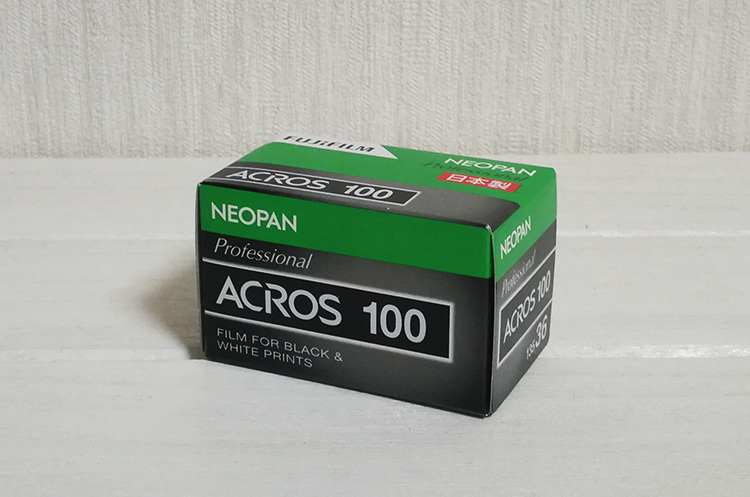 FUJIFILM
NEOPAN
Professional
日本製
ACROS 100
NEOPAN
Professional
ACROS 100
FILM FOR BLACK &
WHITE PRINTS
NEOPAN
Professional
ACROS 100
135 36